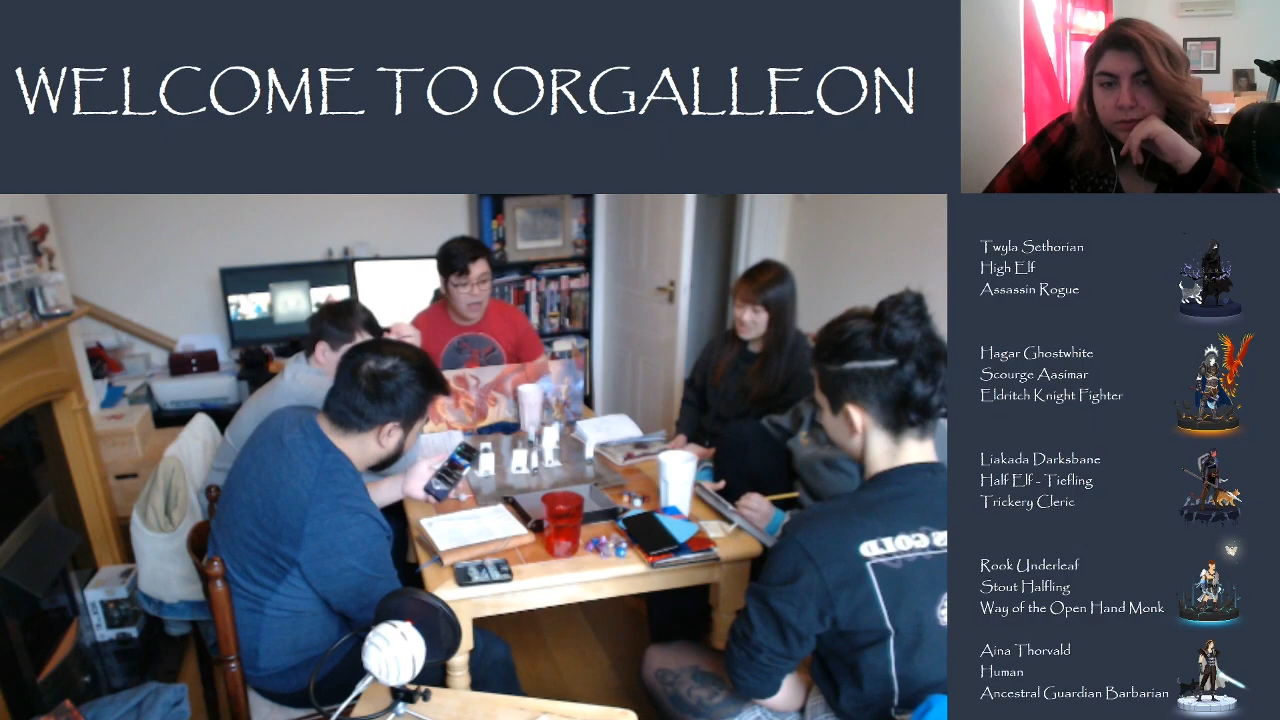 WELCOME TO ORGALLEON
Twyla Sethorian
High Elf
Assassin Rogue
Hagar Ghostwhite
Scourge Aasimar
Eldritch Knight Fighter
Liakada Darksbane
Half Elf - Tiefling
Trickery Cleric
Rook Underleaf
Stout Halfling
Way of the Open Hand Monk
Aina Thorvald
Human
Ancestral Guardian Barbarian